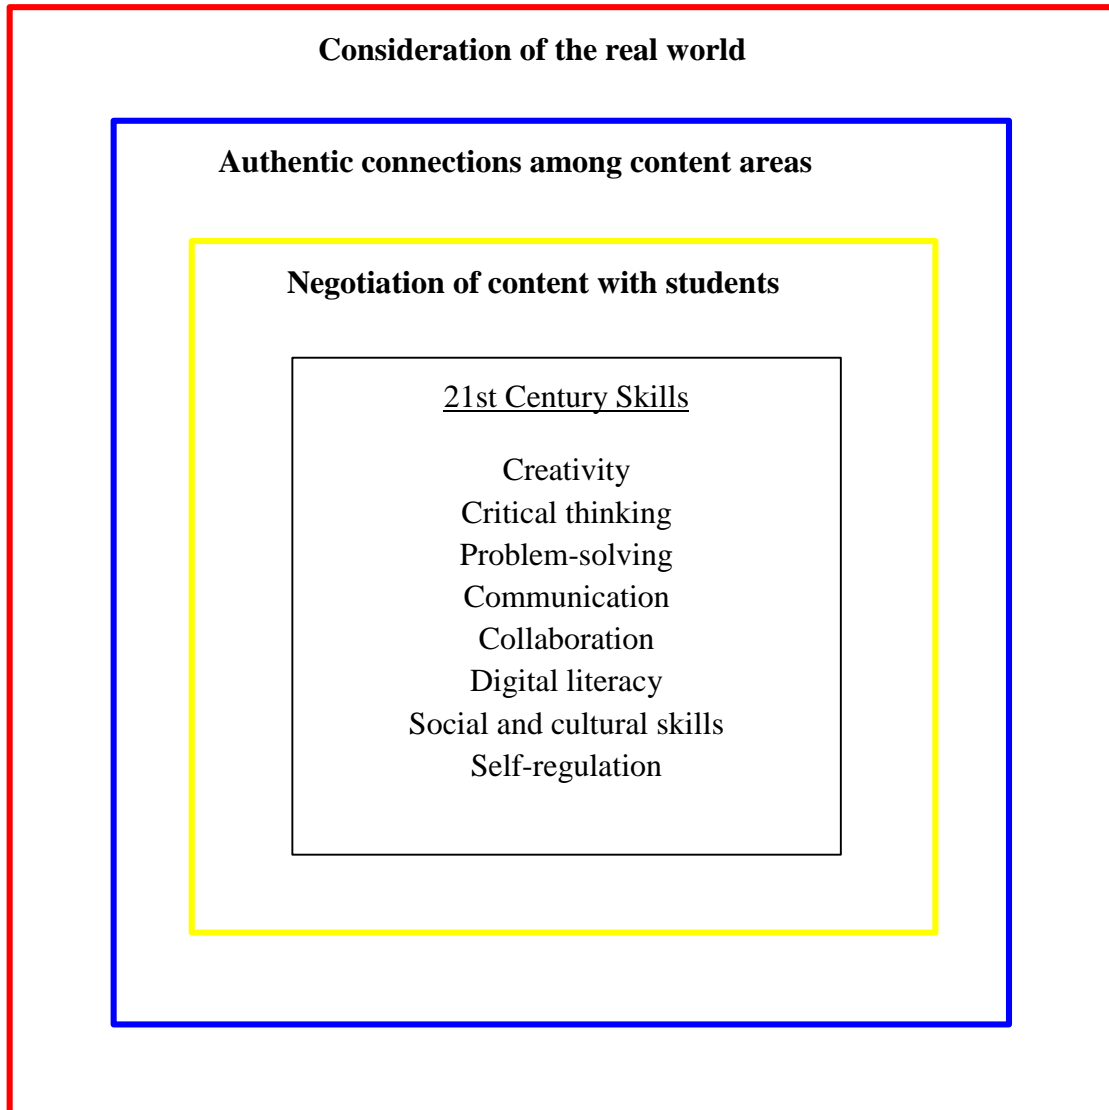 Consideration of the real world
Authentic connections among content areas
Negotiation of content with students
21st Century Skills
Creativity
Critical thinking
Problem-solving
Communication
Collaboration
Digital literacy
Social and cultural skills
Self-regulation